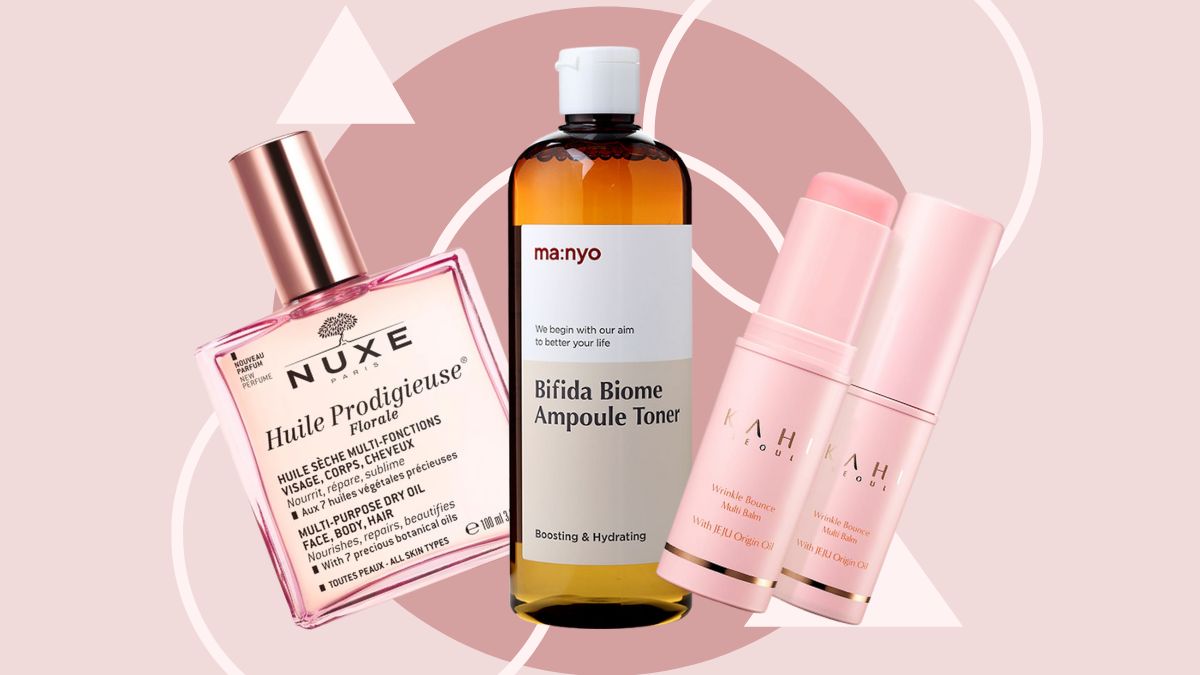 NOUVEAU
PARFUM
NEW
PERFUME
NUXE
PARIS
Huile Prodigieuse®
Florale
HUILE SÈCHE MULTI-FONCTIONS
VISAGE, CORPS, CHEVEUX
Nourrit, répare, sublime
Aux 7 huiles végétales précieuses
MULTI-PURPOSE DRY OIL
FACE, BODY, HAIR
Nourishes, repairs, beautifies
With 7 precious botanical oils
TOUTES PEAUX - ALL SKIN TYPES
℮ 100 ml 3.
ma:nyo
We begin with our aim
to better your life
Bifida Biome
Ampoule Toner
Boosting & Hydrating
KAHI
SEOUL
Wrinkle Bounce
Multi Balm
With JEJU Origin Oil
KAHI
SEOUL
Wrinkle Bounce
Multi Balm
With JEJU Origin Oil